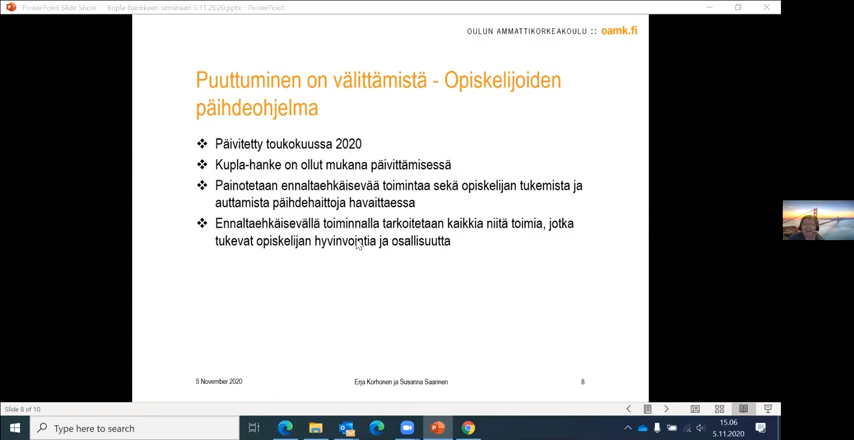 PowerPoint Slide Show - Kupla-hankkeen seminaari 5.11.2020.pptx - PowerPoint
OULUN AMMATTIKORKEAKOULU :: oamk.fi
Puuttuminen on välittämistä - Opiskelijoiden
päihdeohjelma
❖ Päivitetty toukokuussa 2020
❖ Kupla-hanke on ollut mukana päivittämisessä
❖ Painotetaan ennaltaehkäisevää toimintaa sekä opiskelijan tukemista ja
auttamista päihdehaittoja havaittaessa
❖ Ennaltaehkäisevällä toiminnalla tarkoitetaan kaikkia niitä toimia, jotka
tukevat opiskelijan hyvinvointia ja osallisuutta
5 November 2020
Erja Korhonen ja Susanna Saarinen
8
Slide 8 of 10
Type here to search
15.06
5.11.2020